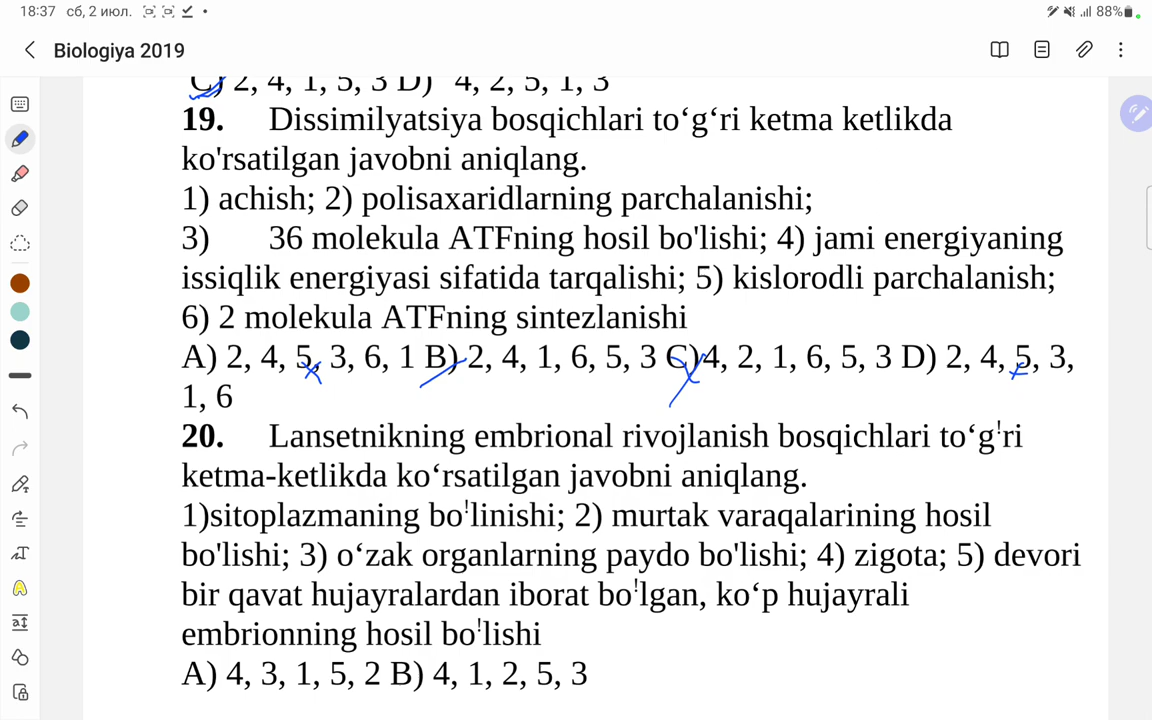 18:37 сб, 2 июл.
88%
Biologiya 2019
C) 2, 4, 1, 5, 3 D) 4, 2, 5, 1, 3
19. Dissimilyatsiya bosqichlari to‘g‘ri ketma ketlikda
ko'rsatilgan javobni aniqlang.
1) achish; 2) polisaxaridlarning parchalanishi;
3) 36 molekula ATFning hosil bo'lishi; 4) jami energiyaning
issiqlik energiyasi sifatida tarqalishi; 5) kislorodli parchalanish;
6) 2 molekula ATFning sintezlanishi
A) 2, 4, 5, 3, 6, 1 B) 2, 4, 1, 6, 5, 3 C) 4, 2, 1, 6, 5, 3 D) 2, 4, 5, 3,
1, 6
20. Lansetnikning embrional rivojlanish bosqichlari to‘g!ri
ketma-ketlikda ko‘rsatilgan javobni aniqlang.
1)sitoplazmaning bo!linishi; 2) murtak varaqalarining hosil
bo'lishi; 3) o‘zak organlarning paydo bo'lishi; 4) zigota; 5) devori
bir qavat hujayralardan iborat bo!lgan, ko‘p hujayrali
embrionning hosil bo!lishi
A) 4, 3, 1, 5, 2 B) 4, 1, 2, 5, 3